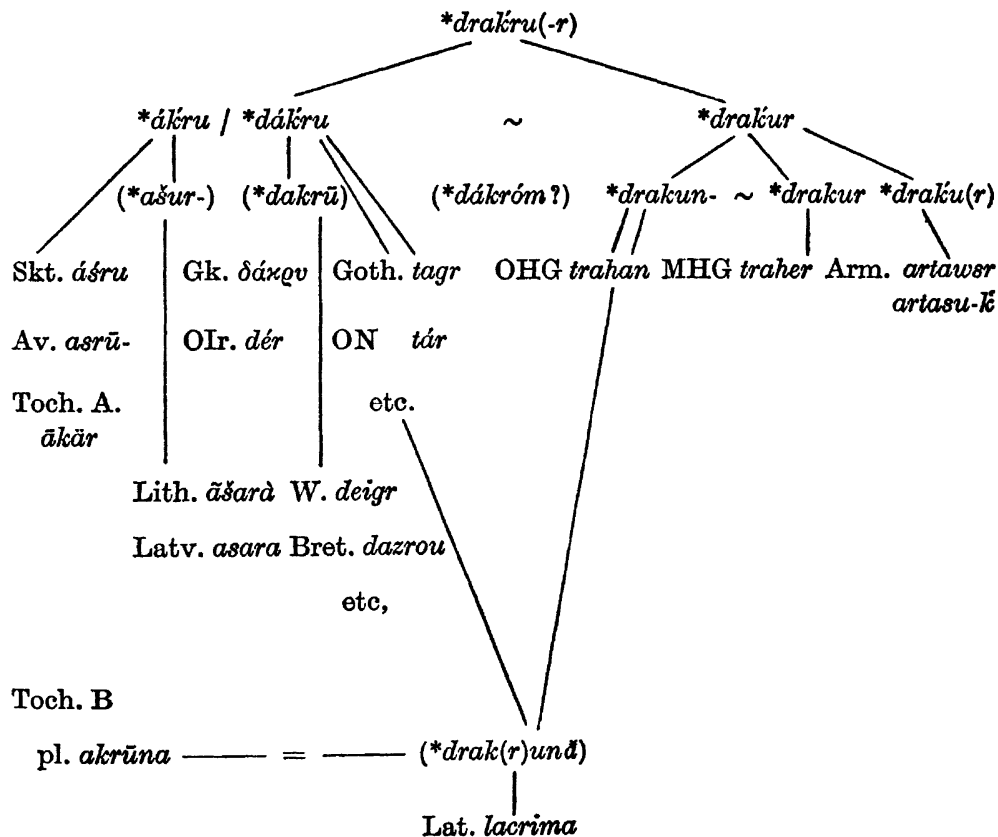 *draḱru(-r)
*áḱru / *dáḱru ~ *draḱur
(*ašur-) (*dakrū) (*dákróm?) *drakun- ~ *drakur *draḱu(r)
Skt. áśru Gk. δάκρυ Goth. tagr OHG trahan MHG traher Arm. artawsr
artasu-ḱ
Av. asrū- OIr. dér ON tár
Toch. A. etc.
ākär
Lith. ãšarà W. deigr
Latv. asara Bret. dazrou
etc,
Toch. B
pl. akrūna = (*drak(r)unā̆)
Lat. lacrima